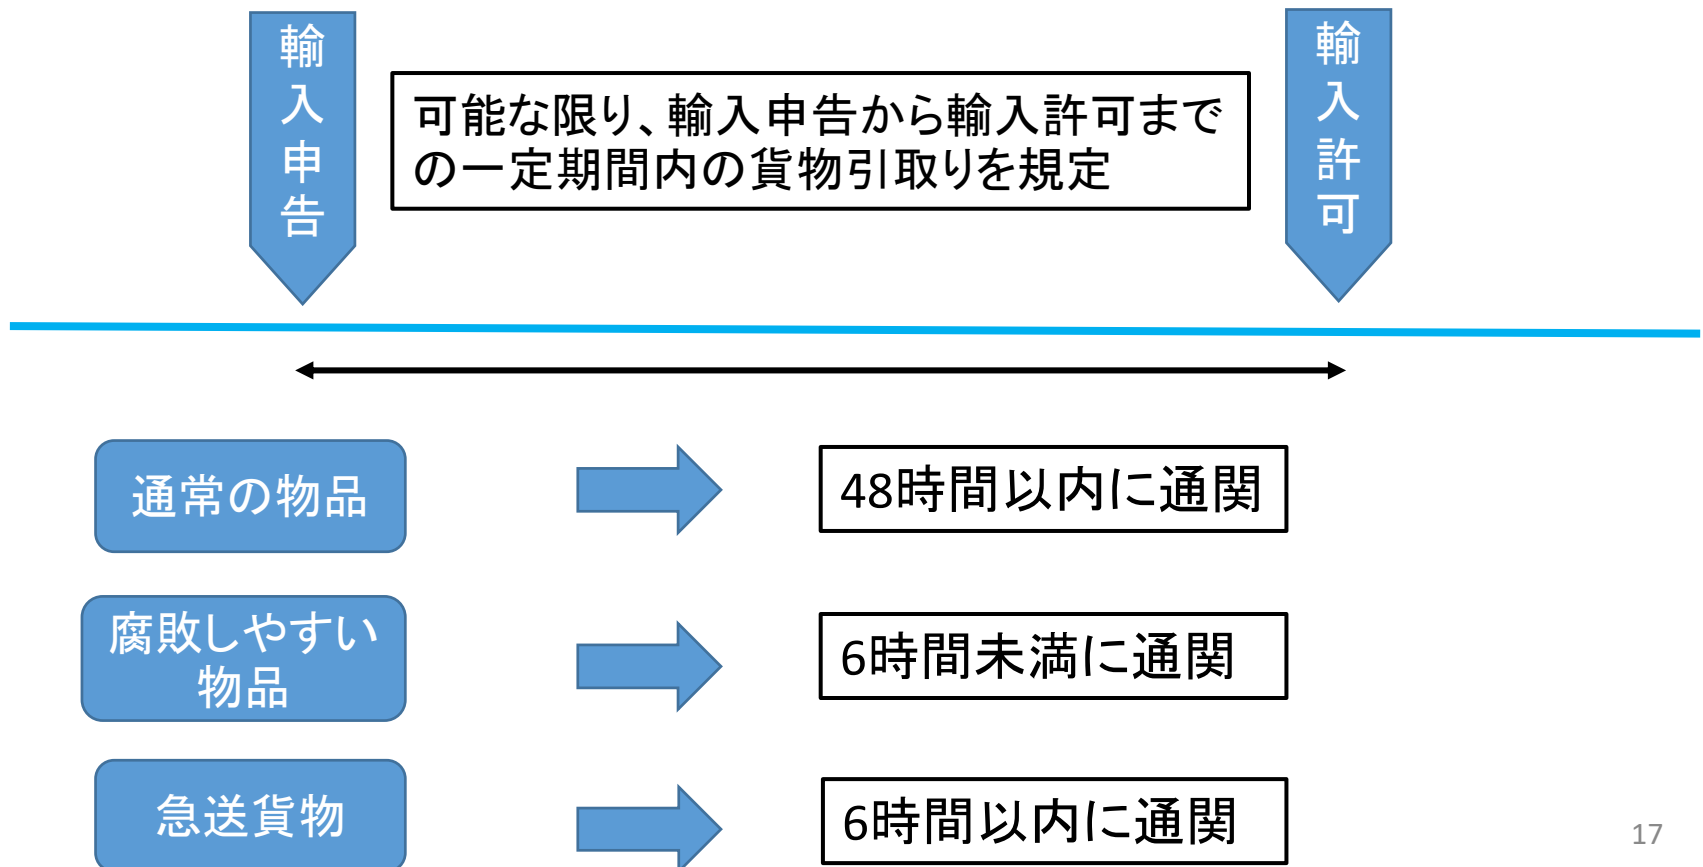 輸入申告
可能な限り、輸入申告から輸入許可まで
の一定期間内の貨物引取りを規定
輸入許可
通常の物品
48時間以内に通関
腐敗しやすい
物品
6時間未満に通関
急送貨物
6時間以内に通関
17